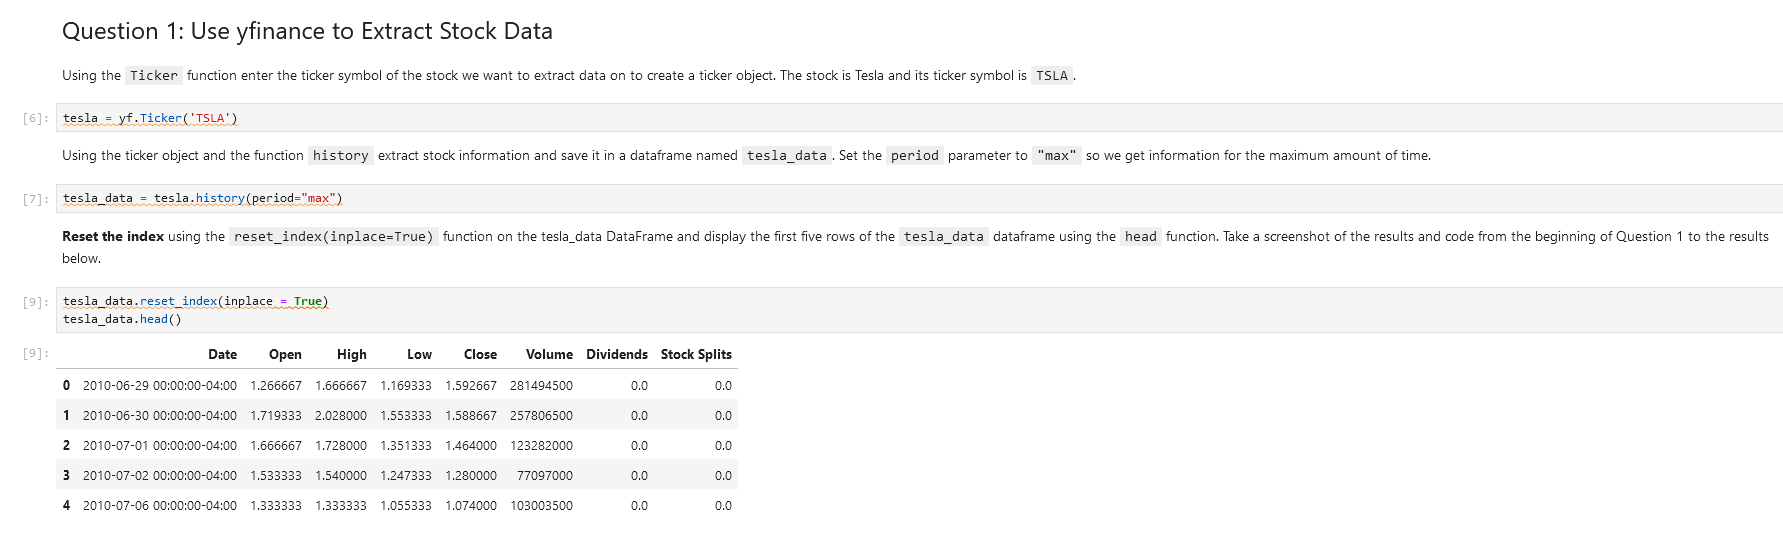 Question 1: Use yfinance to Extract Stock Data
Using the Ticker function enter the ticker symbol of the stock we want to extract data on to create a ticker object. The stock is Tesla and its ticker symbol is TSLA .
[6]: tesla = yf.Ticker('TSLA')
Using the ticker object and the function history extract stock information and save it in a dataframe named tesla_data . Set the period parameter to "max" so we get information for the maximum amount of time.
[7]: tesla_data = tesla.history(period="max")
Reset the index using the reset_index(inplace=True) function on the tesla_data DataFrame and display the first five rows of the tesla_data dataframe using the head function. Take a screenshot of the results and code from the beginning of Question 1 to the results
below.
[9]: tesla_data.reset_index(inplace = True)
tesla_data.head()
[9]: Date Open High Low Close Volume Dividends Stock Splits
0 2010-06-29 00:00:00-04:00 1.266667 1.666667 1.169333 1.592667 281494500 0.0 0.0
1 2010-06-30 00:00:00-04:00 1.719333 2.028000 1.553333 1.588667 257806500 0.0 0.0
2 2010-07-01 00:00:00-04:00 1.666667 1.728000 1.351333 1.464000 123282000 0.0 0.0
3 2010-07-02 00:00:00-04:00 1.533333 1.540000 1.247333 1.280000 77097000 0.0 0.0
4 2010-07-06 00:00:00-04:00 1.333333 1.333333 1.055333 1.074000 103003500 0.0 0.0